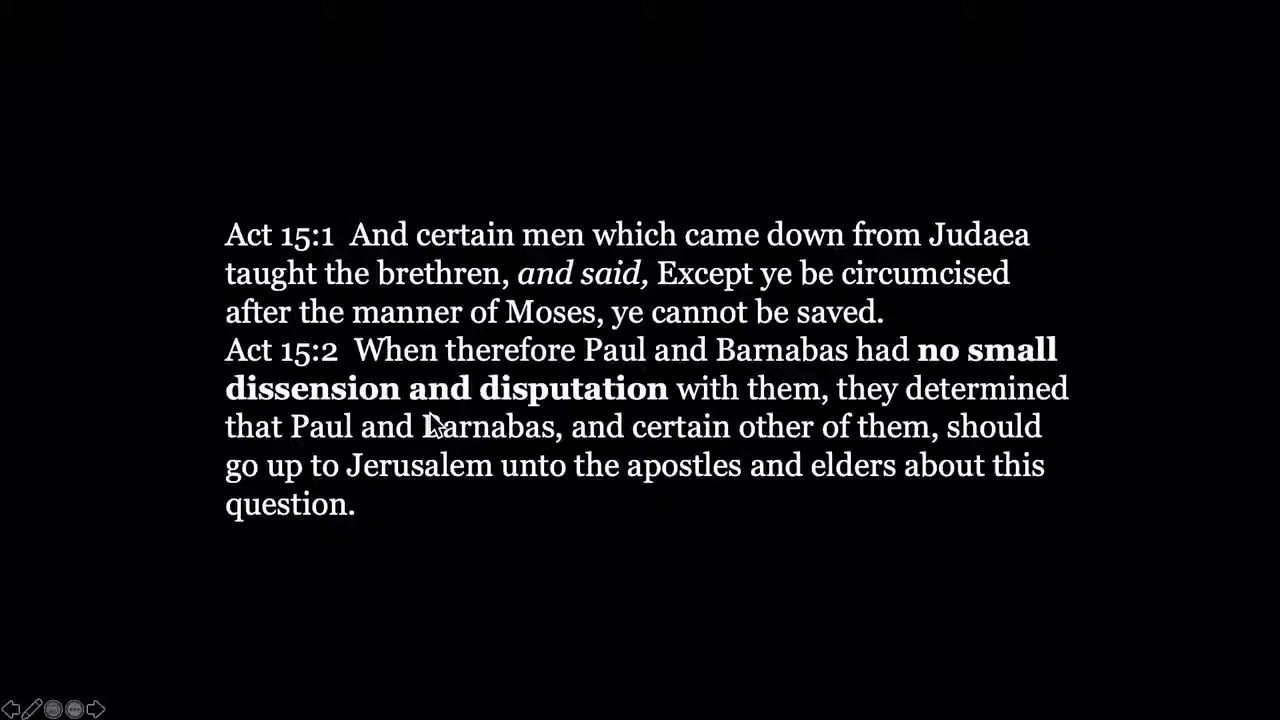 Act 15:1  And certain men which came down from Judaea
taught the brethren, and said, Except ye be circumcised
after the manner of Moses, ye cannot be saved.
Act 15:2  When therefore Paul and Barnabas had no small
dissension and disputation with them, they determined
that Paul and Barnabas, and certain other of them, should
go up to Jerusalem unto the apostles and elders about this
question.